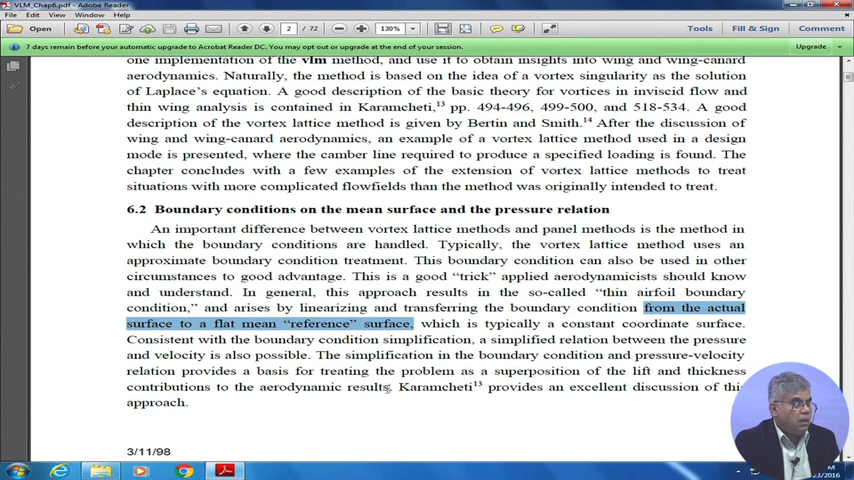 VLM_Chap6.pdf - Adobe Reader
File Edit View Window Help
Open 2 / 72 130% Tools Fill & Sign Comment
7 days remain before your automatic upgrade to Acrobat Reader DC. You may opt out or upgrade at the end of your session. Upgrade
one implementation of the vlm method, and use it to obtain insights into wing and wing-canard
aerodynamics. Naturally, the method is based on the idea of a vortex singularity as the solution
of Laplace's equation. A good description of the basic theory for vortices in inviscid flow and
thin wing analysis is contained in Karamcheti,13 pp. 494-496, 499-500, and 518-534. A good
description of the vortex lattice method is given by Bertin and Smith.14 After the discussion of
wing and wing-canard aerodynamics, an example of a vortex lattice method used in a design
mode is presented, where the camber line required to produce a specified loading is found. The
chapter concludes with a few examples of the extension of vortex lattice methods to treat
situations with more complicated flowfields than the method was originally intended to treat.
6.2 Boundary conditions on the mean surface and the pressure relation
An important difference between vortex lattice methods and panel methods is the method in
which the boundary conditions are handled. Typically, the vortex lattice method uses an
approximate boundary condition treatment. This boundary condition can also be used in other
circumstances to good advantage. This is a good “trick” applied aerodynamicists should know
and understand. In general, this approach results in the so-called “thin airfoil boundary
condition,” and arises by linearizing and transferring the boundary condition from the actual
surface to a flat mean “reference” surface, which is typically a constant coordinate surface.
Consistent with the boundary condition simplification, a simplified relation between the pressure
and velocity is also possible. The simplification in the boundary condition and pressure-velocity
relation provides a basis for treating the problem as a superposition of the lift and thickness
contributions to the aerodynamic results. Karamcheti13 provides an excellent discussion of this
approach.
3/11/98